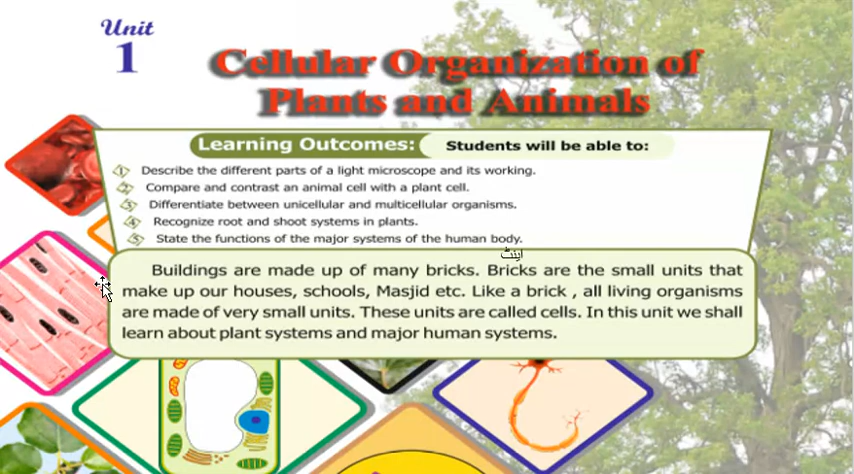 Unit
1
Cellular Organization of
Plants and Animals
Learning Outcomes: Students will be able to:
1 Describe the different parts of a light microscope and its working.
2 Compare and contrast an animal cell with a plant cell.
3 Differentiate between unicellular and multicellular organisms.
4 Recognize root and shoot systems in plants.
5 State the functions of the major systems of the human body.
اینٹ
Buildings are made up of many bricks. Bricks are the small units that
make up our houses, schools, Masjid etc. Like a brick , all living organisms
are made of very small units. These units are called cells. In this unit we shall
learn about plant systems and major human systems.